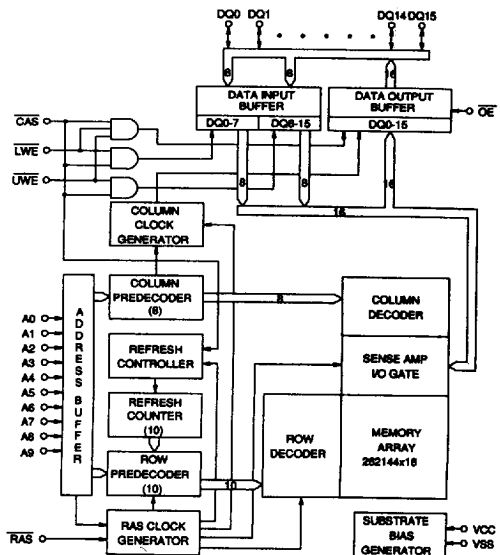 DQ0 DQ1 DQ14 DQ15
8 8 16
DATA INPUT
BUFFER
DQ0-7 DQ8-15
DATA OUTPUT
BUFFER
DQ0-15
OE
CAS
LWE
UWE
8 8 16
16
COLUMN
CLOCK
GENERATOR
COLUMN
PREDECODER
(8)
8
COLUMN
DECODER
A0
A1
A2
A3
A4
A5
A6
A7
A8
A9
ADDRESS BUFFER
REFRESH
CONTROLLER
SENSE AMP
I/O GATE
REFRESH
COUNTER
(10)
ROW
PREDECODER
(10)
10
ROW
DECODER
MEMORY
ARRAY
262144x16
RAS
RAS CLOCK
GENERATOR
SUBSTRATE
BIAS
GENERATOR
VCC
VSS